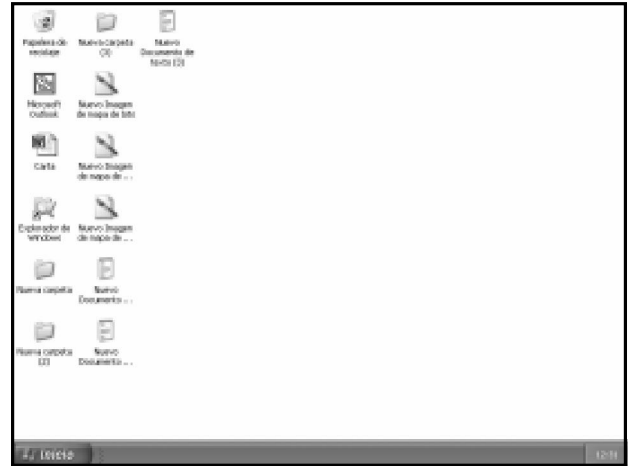 Papelera de
reciclaje
Nueva carpeta
(3)
Nuevo
Documento de
texto (3)
Microsoft
Outlook
Nuevo Imagen
de mapa de bits
Carta
Nuevo Imagen
de mapa de ...
Explorador de
Windows
Nuevo Imagen
de mapa de ...
Nueva carpeta
Nuevo
Documento ...
Nueva carpeta
(2)
Nuevo
Documento ...
Inicio